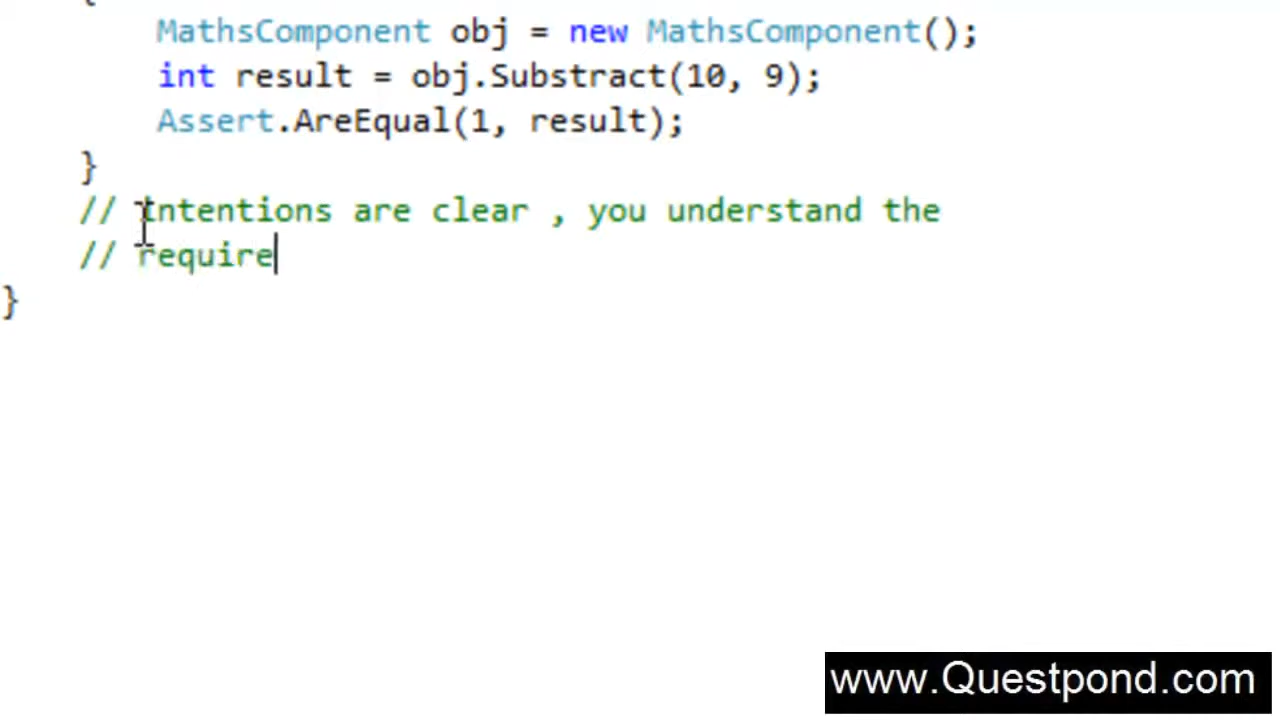 {
MathsComponent obj = new MathsComponent();
int result = obj.Substract(10, 9);
Assert.AreEqual(1, result);
}
// Intentions are clear , you understand the
// require
}
www.Questpond.com